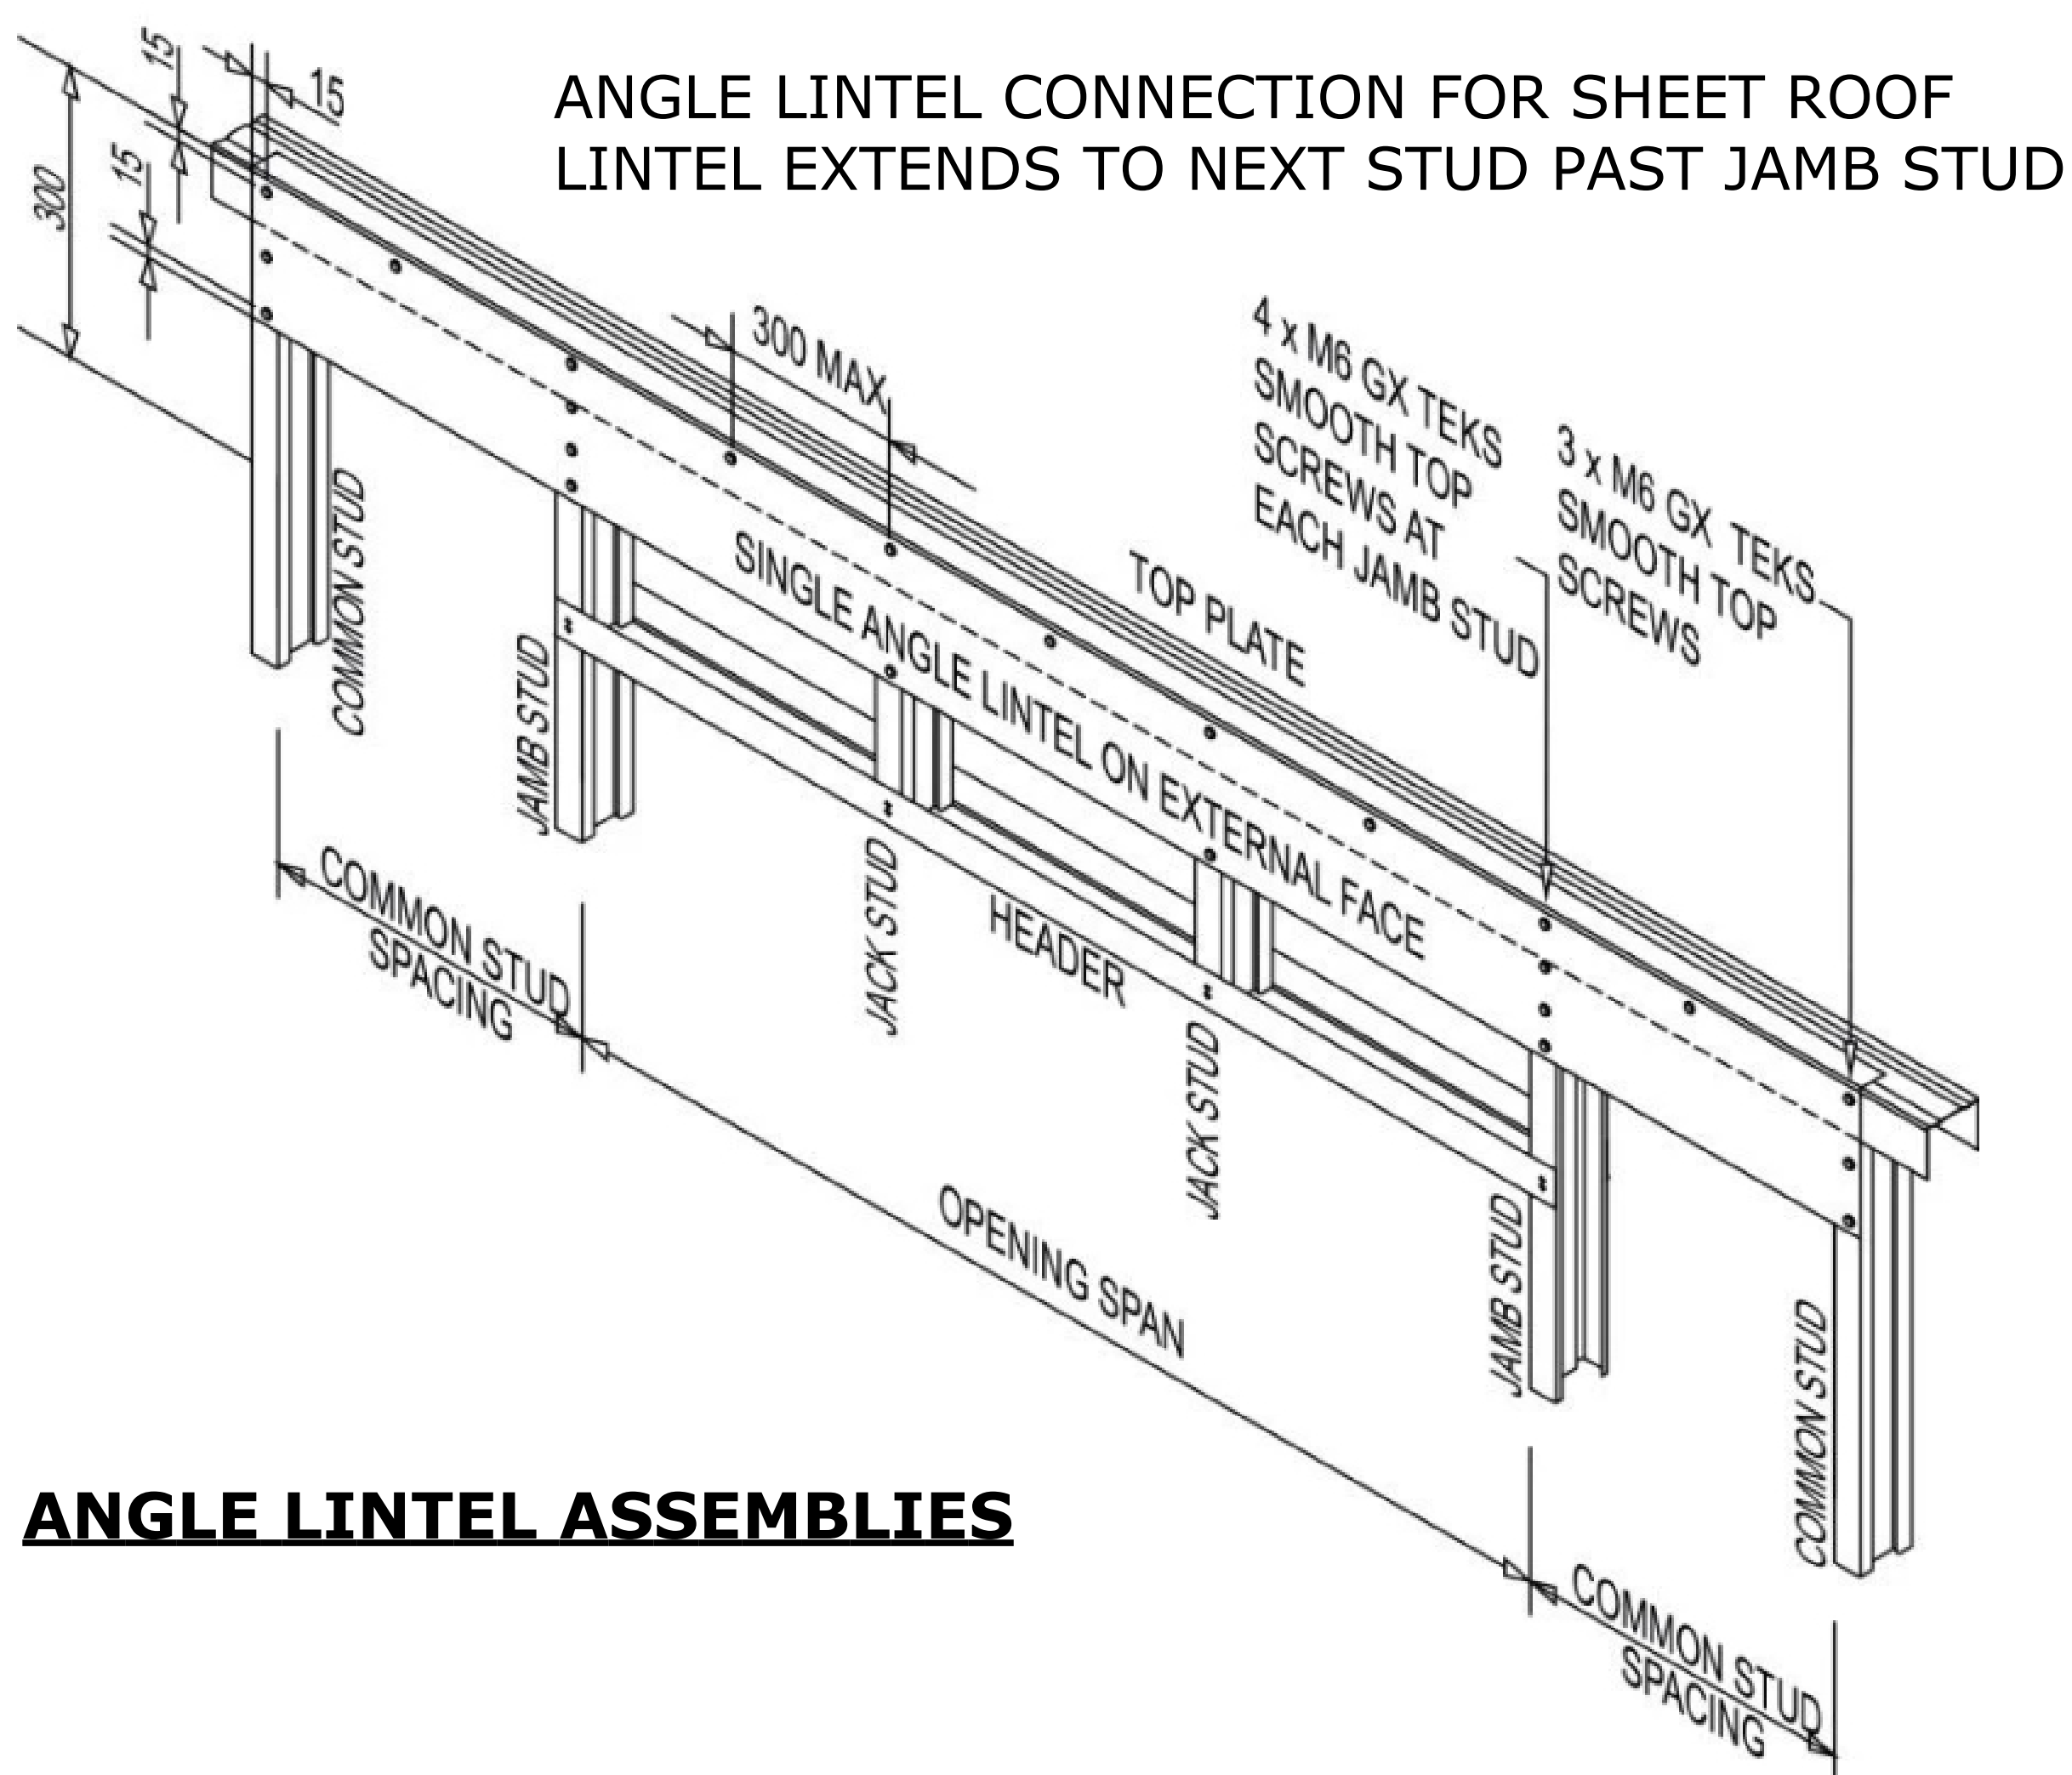 ANGLE LINTEL CONNECTION FOR SHEET ROOF
LINTEL EXTENDS TO NEXT STUD PAST JAMB STUD
15
15
15
300
300 MAX
4 x M6 GX TEKS
SMOOTH TOP
SCREWS AT
EACH JAMB STUD
3 x M6 GX TEKS
SMOOTH TOP
SCREWS
TOP PLATE
SINGLE ANGLE LINTEL ON EXTERNAL FACE
COMMON STUD
JAMB STUD
JACK STUD
HEADER
JACK STUD
JAMB STUD
COMMON STUD
COMMON STUD
SPACING
OPENING SPAN
COMMON STUD
SPACING
ANGLE LINTEL ASSEMBLIES